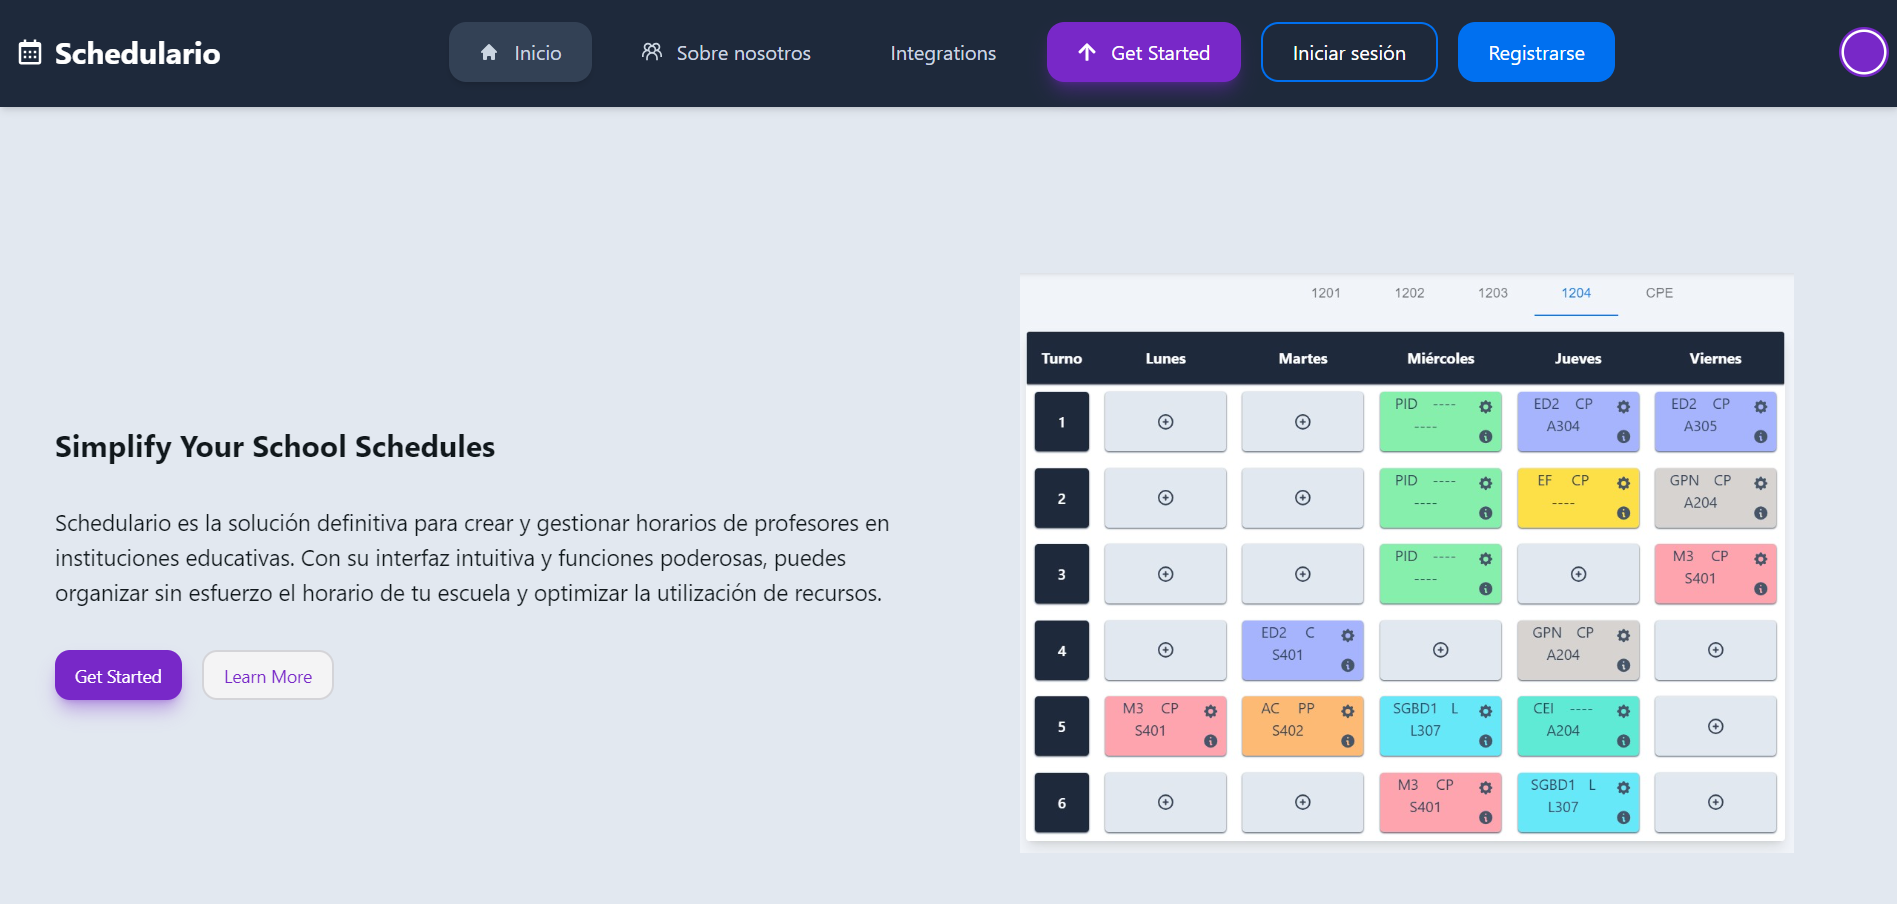 Schedulario
Inicio
Sobre nosotros
Integrations
Get Started
Iniciar sesión
Registrarse
Simplify Your School Schedules
Schedulario es la solución definitiva para crear y gestionar horarios de profesores en
instituciones educativas. Con su interfaz intuitiva y funciones poderosas, puedes
organizar sin esfuerzo el horario de tu escuela y optimizar la utilización de recursos.
Get Started
Learn More
1201 1202 1203 1204 CPE
Turno Lunes Martes Miércoles Jueves Viernes
1
PID ----
----
ED2 CP
A304
ED2 CP
A305
2
PID ----
----
EF CP
----
GPN CP
A204
3
PID ----
----
M3 CP
S401
4
ED2 C
S401
GPN CP
A204
5
M3 CP
S401
AC PP
S402
SGBD1 L
L307
CEI ----
A204
6
M3 CP
S401
SGBD1 L
L307